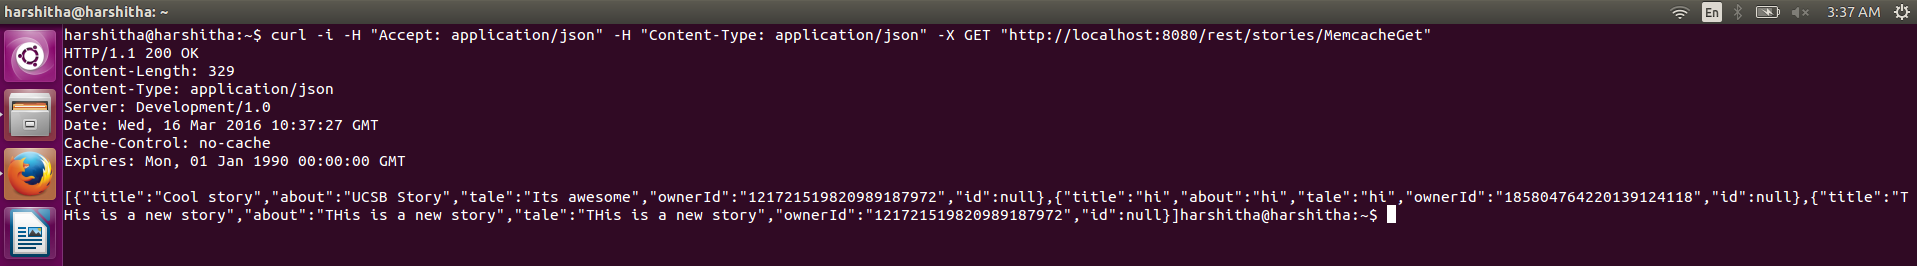 harshitha@harshitha: ~
En
3:37 AM
harshitha@harshitha:~$ curl -i -H "Accept: application/json" -H "Content-Type: application/json" -X GET "http://localhost:8080/rest/stories/MemcacheGet"
HTTP/1.1 200 OK
Content-Length: 329
Content-Type: application/json
Server: Development/1.0
Date: Wed, 16 Mar 2016 10:37:27 GMT
Cache-Control: no-cache
Expires: Mon, 01 Jan 1990 00:00:00 GMT
[{"title":"Cool story","about":"UCSB Story","tale":"Its awesome","ownerId":"121721519820989187972","id":null},{"title":"hi","about":"hi","tale":"hi","ownerId":"185804764220139124118","id":null},{"title":"T
His is a new story","about":"THis is a new story","tale":"THis is a new story","ownerId":"121721519820989187972","id":null}]harshitha@harshitha:~$